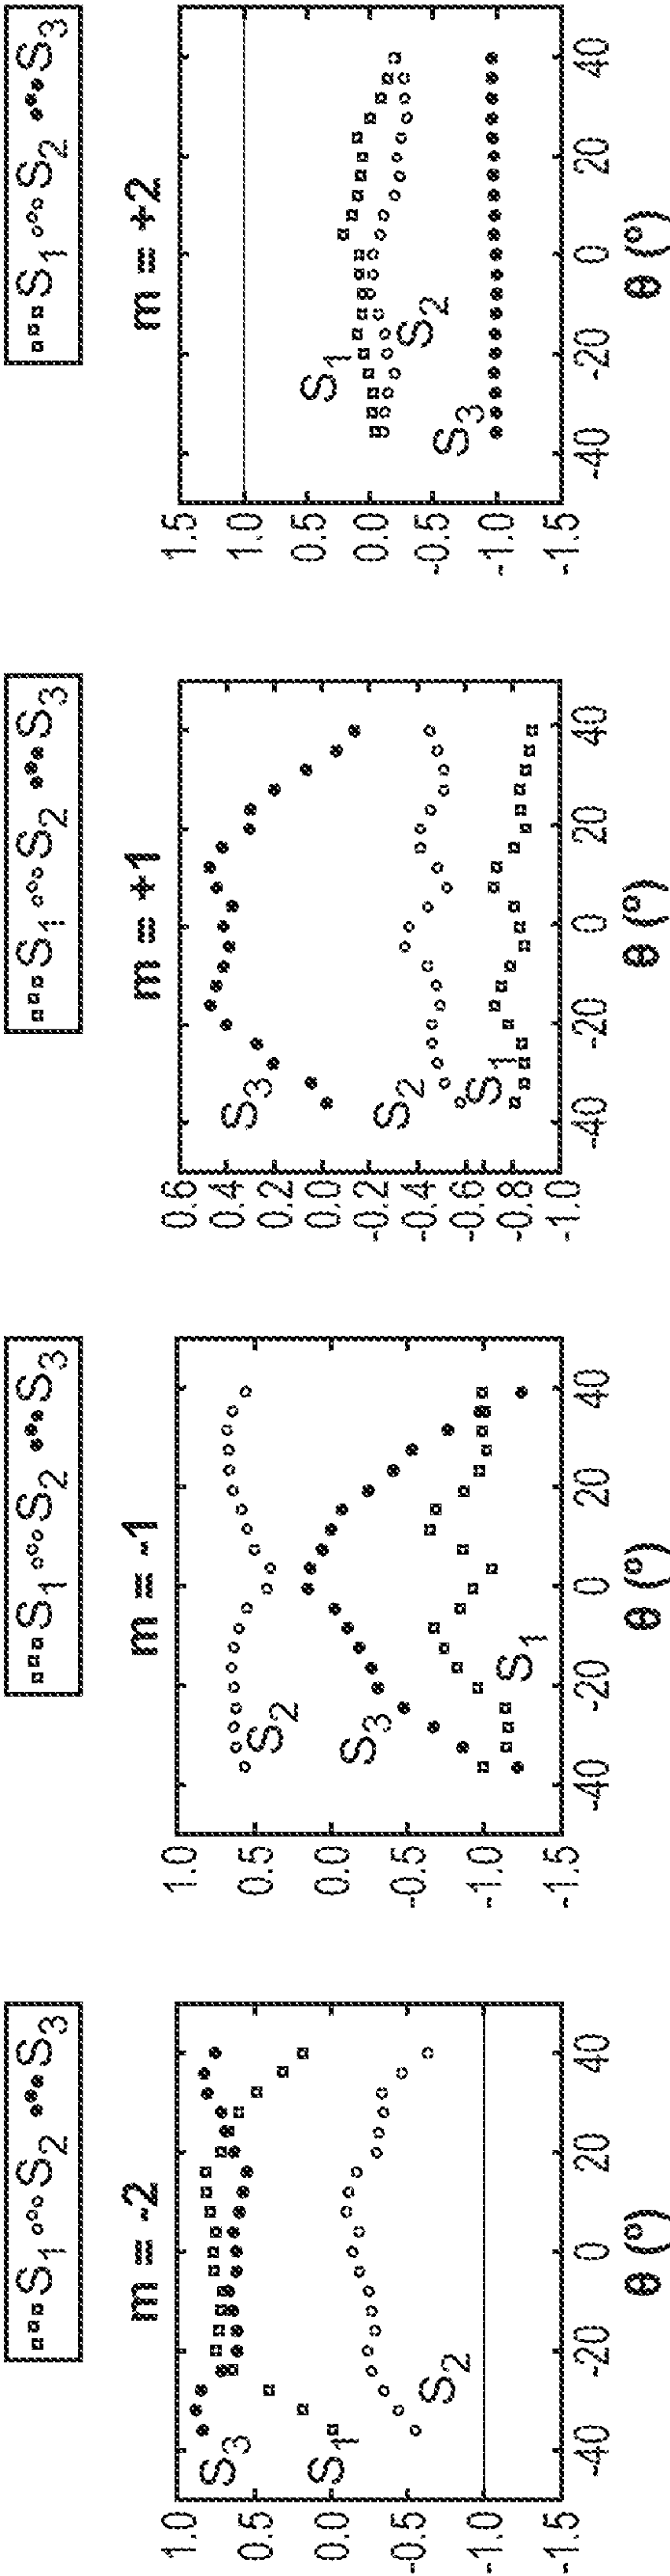 S1 S2 S3
m = -2
1.0
0.5
0.0
-0.5
-1.0
-1.5
S3
S1
S2
-40 -20 0 20 40
θ (°)
S1 S2 S3
m = -1
1.0
0.5
0.0
-0.5
-1.0
-1.5
S2
S3
S1
-40 -20 0 20 40
θ (°)
S1 S2 S3
m = +1
0.6
0.4
0.2
0.0
-0.2
-0.4
-0.6
-0.8
-1.0
S3
S2
S1
-40 -20 0 20 40
θ (°)
S1 S2 S3
m = +2
1.5
1.0
0.5
0.0
-0.5
-1.0
-1.5
S1
S2
S3
-40 -20 0 20 40
θ (°)